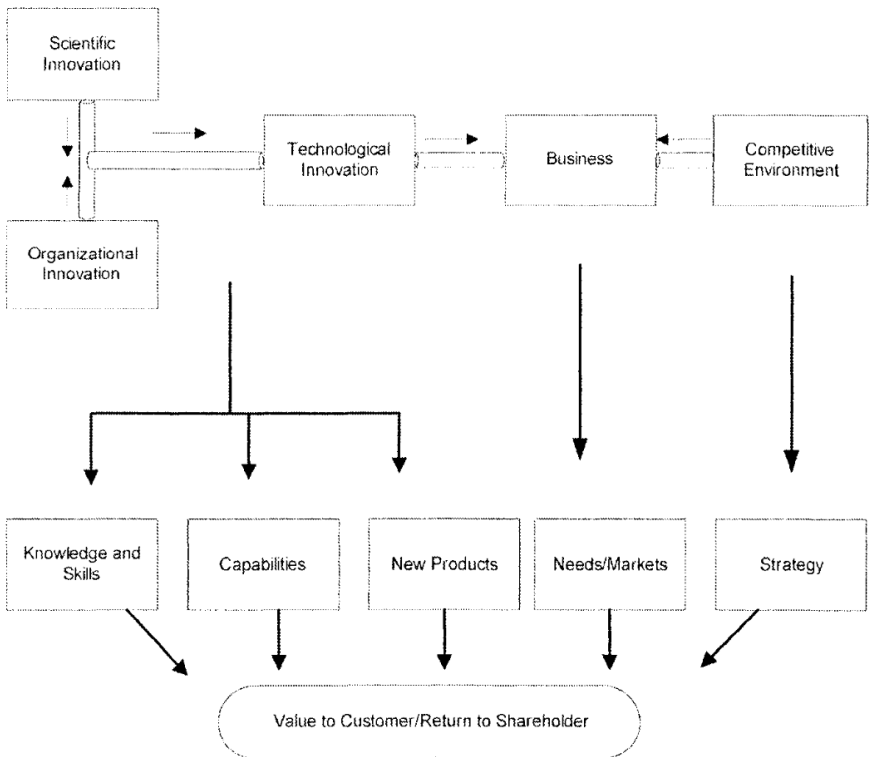 Scientific
Innovation
Technological
Innovation
Business
Competitive
Environment
Organizational
Innovation
Knowledge and
Skills
Capabilities
New Products
Needs/Markets
Strategy
Value to Customer/Return to Shareholder